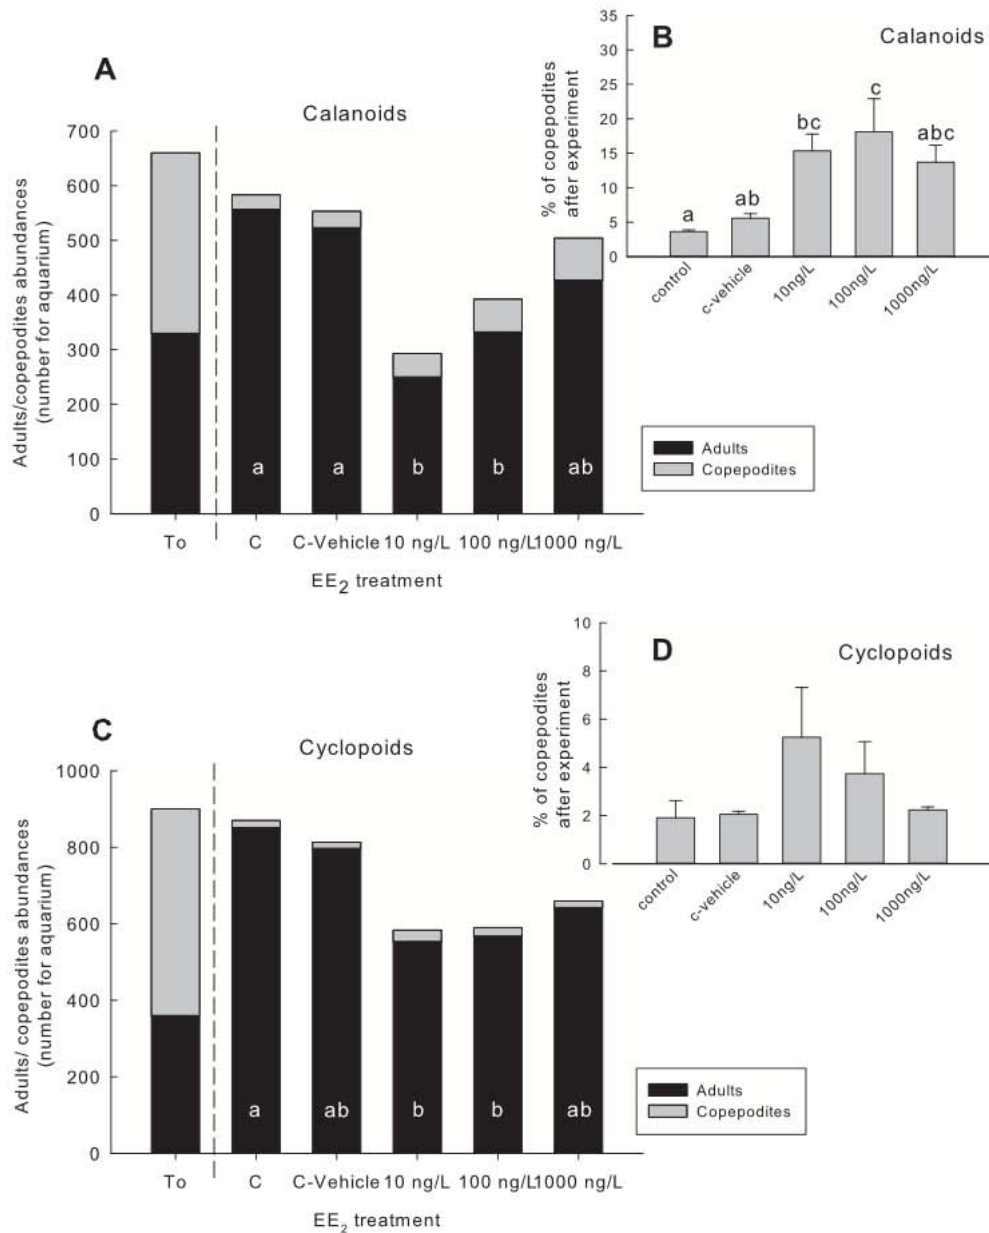 A
Calanoids
Adults/copepodites abundances
(number for aquarium)
700
600
500
400
300
200
100
0
a
a
b
b
ab
To
C
C-Vehicle
10 ng/L
100 ng/L
1000 ng/L
EE2 treatment
B
Calanoids
% of copepodites
after experiment
35
30
25
20
15
10
5
0
a
ab
bc
c
abc
control
c-vehicle
10ng/L
100ng/L
1000ng/L
Adults
Copepodites
C
Cyclopoids
Adults/ copepodites abundances
(number for aquarium)
1000
800
600
400
200
0
a
ab
b
b
ab
To
C
C-Vehicle
10 ng/L
100 ng/L
1000 ng/L
EE2 treatment
D
Cyclopoids
% of copepodites
after experiment
10
8
6
4
2
0
control
c-vehicle
10ng/L
100ng/L
1000ng/L
Adults
Copepodites